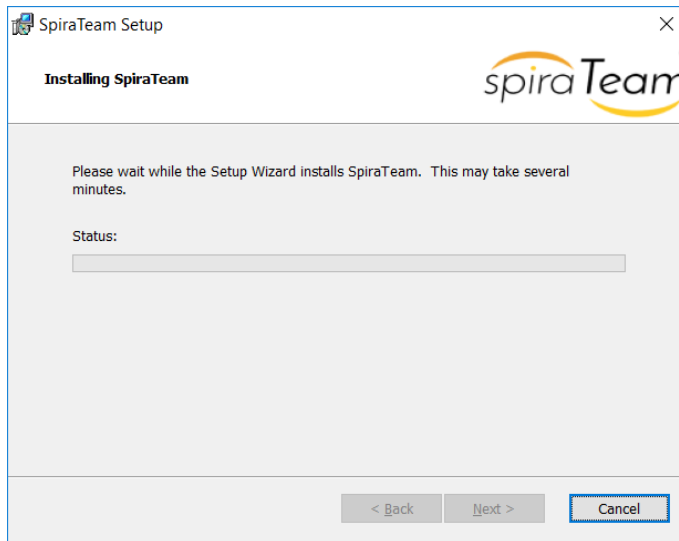 SpiraTeam Setup
Installing SpiraTeam
spiraTeam
Please wait while the Setup Wizard installs SpiraTeam. This may take several
minutes.
Status:
< Back Next > Cancel